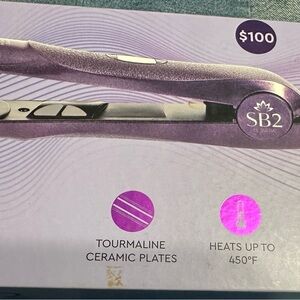 $100
SB2
TOURMALINE
CERAMIC PLATES
HEATS UP TO
450°F